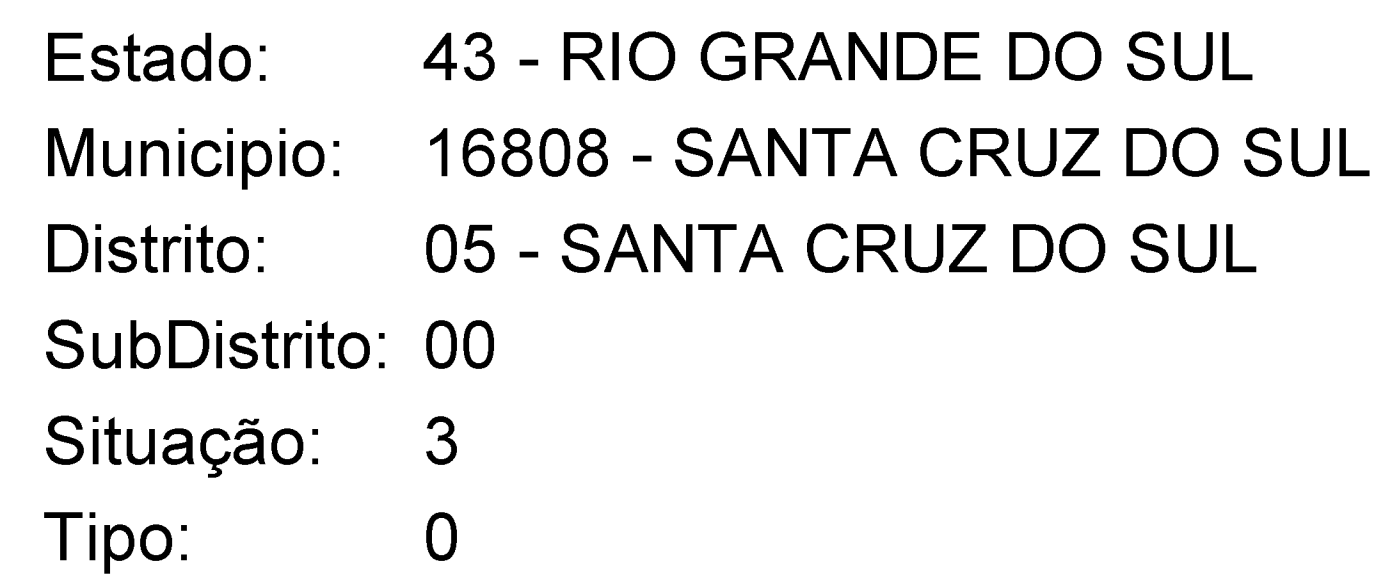 Estado: 43 - RIO GRANDE DO SUL
Municipio: 16808 - SANTA CRUZ DO SUL
Distrito: 05 - SANTA CRUZ DO SUL
SubDistrito: 00
Situação: 3
Tipo: 0